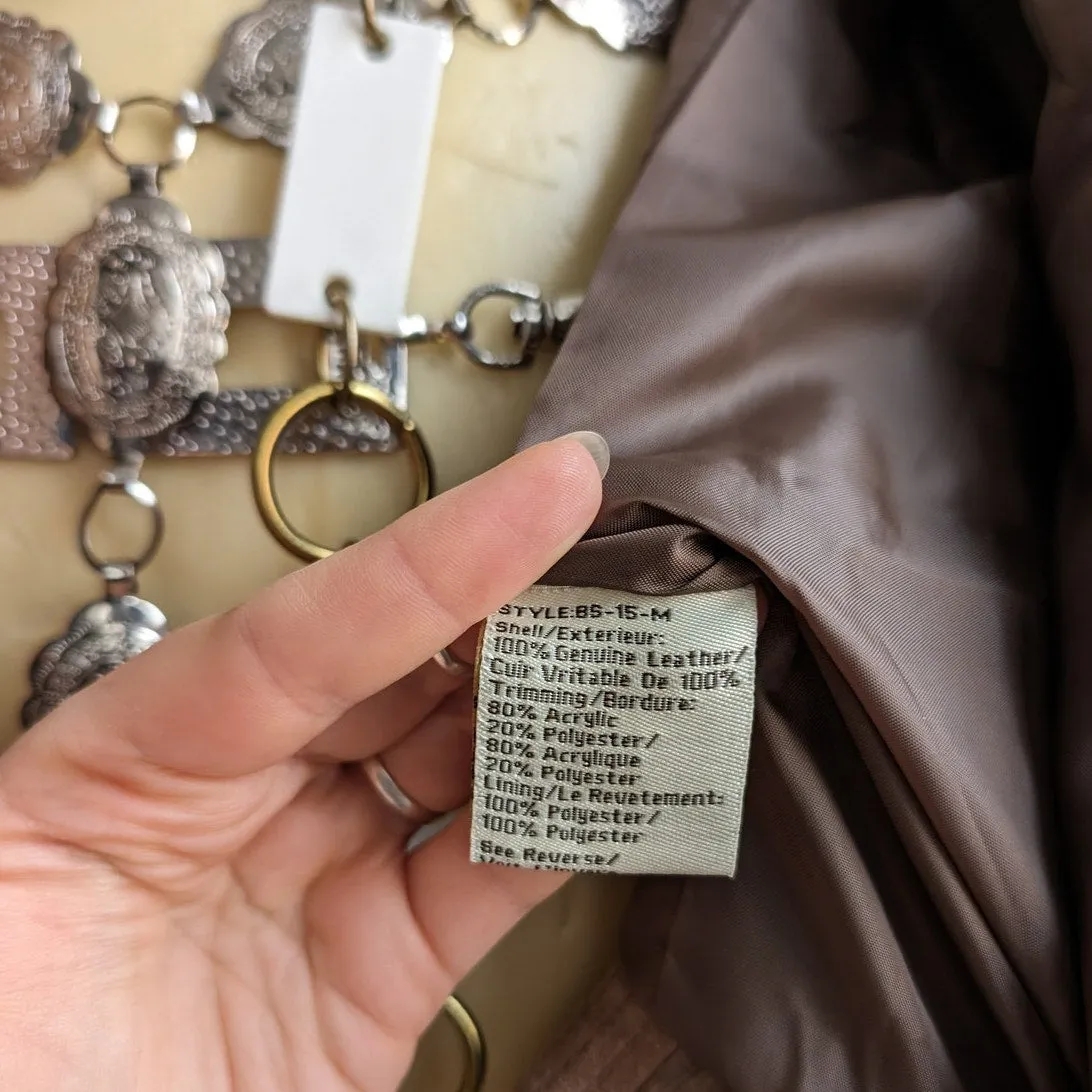 STYLE:BS-15-M
Shell/Exterieur:
100% Genuine Leather/
Cuir Vritable De 100%
Trimming/Bordure:
80% Acrylic
20% Polyester/
80% Acrylique
20% Polyester
Lining/Le Revetement:
100% Polyester/
100% Polyester
See Reverse/